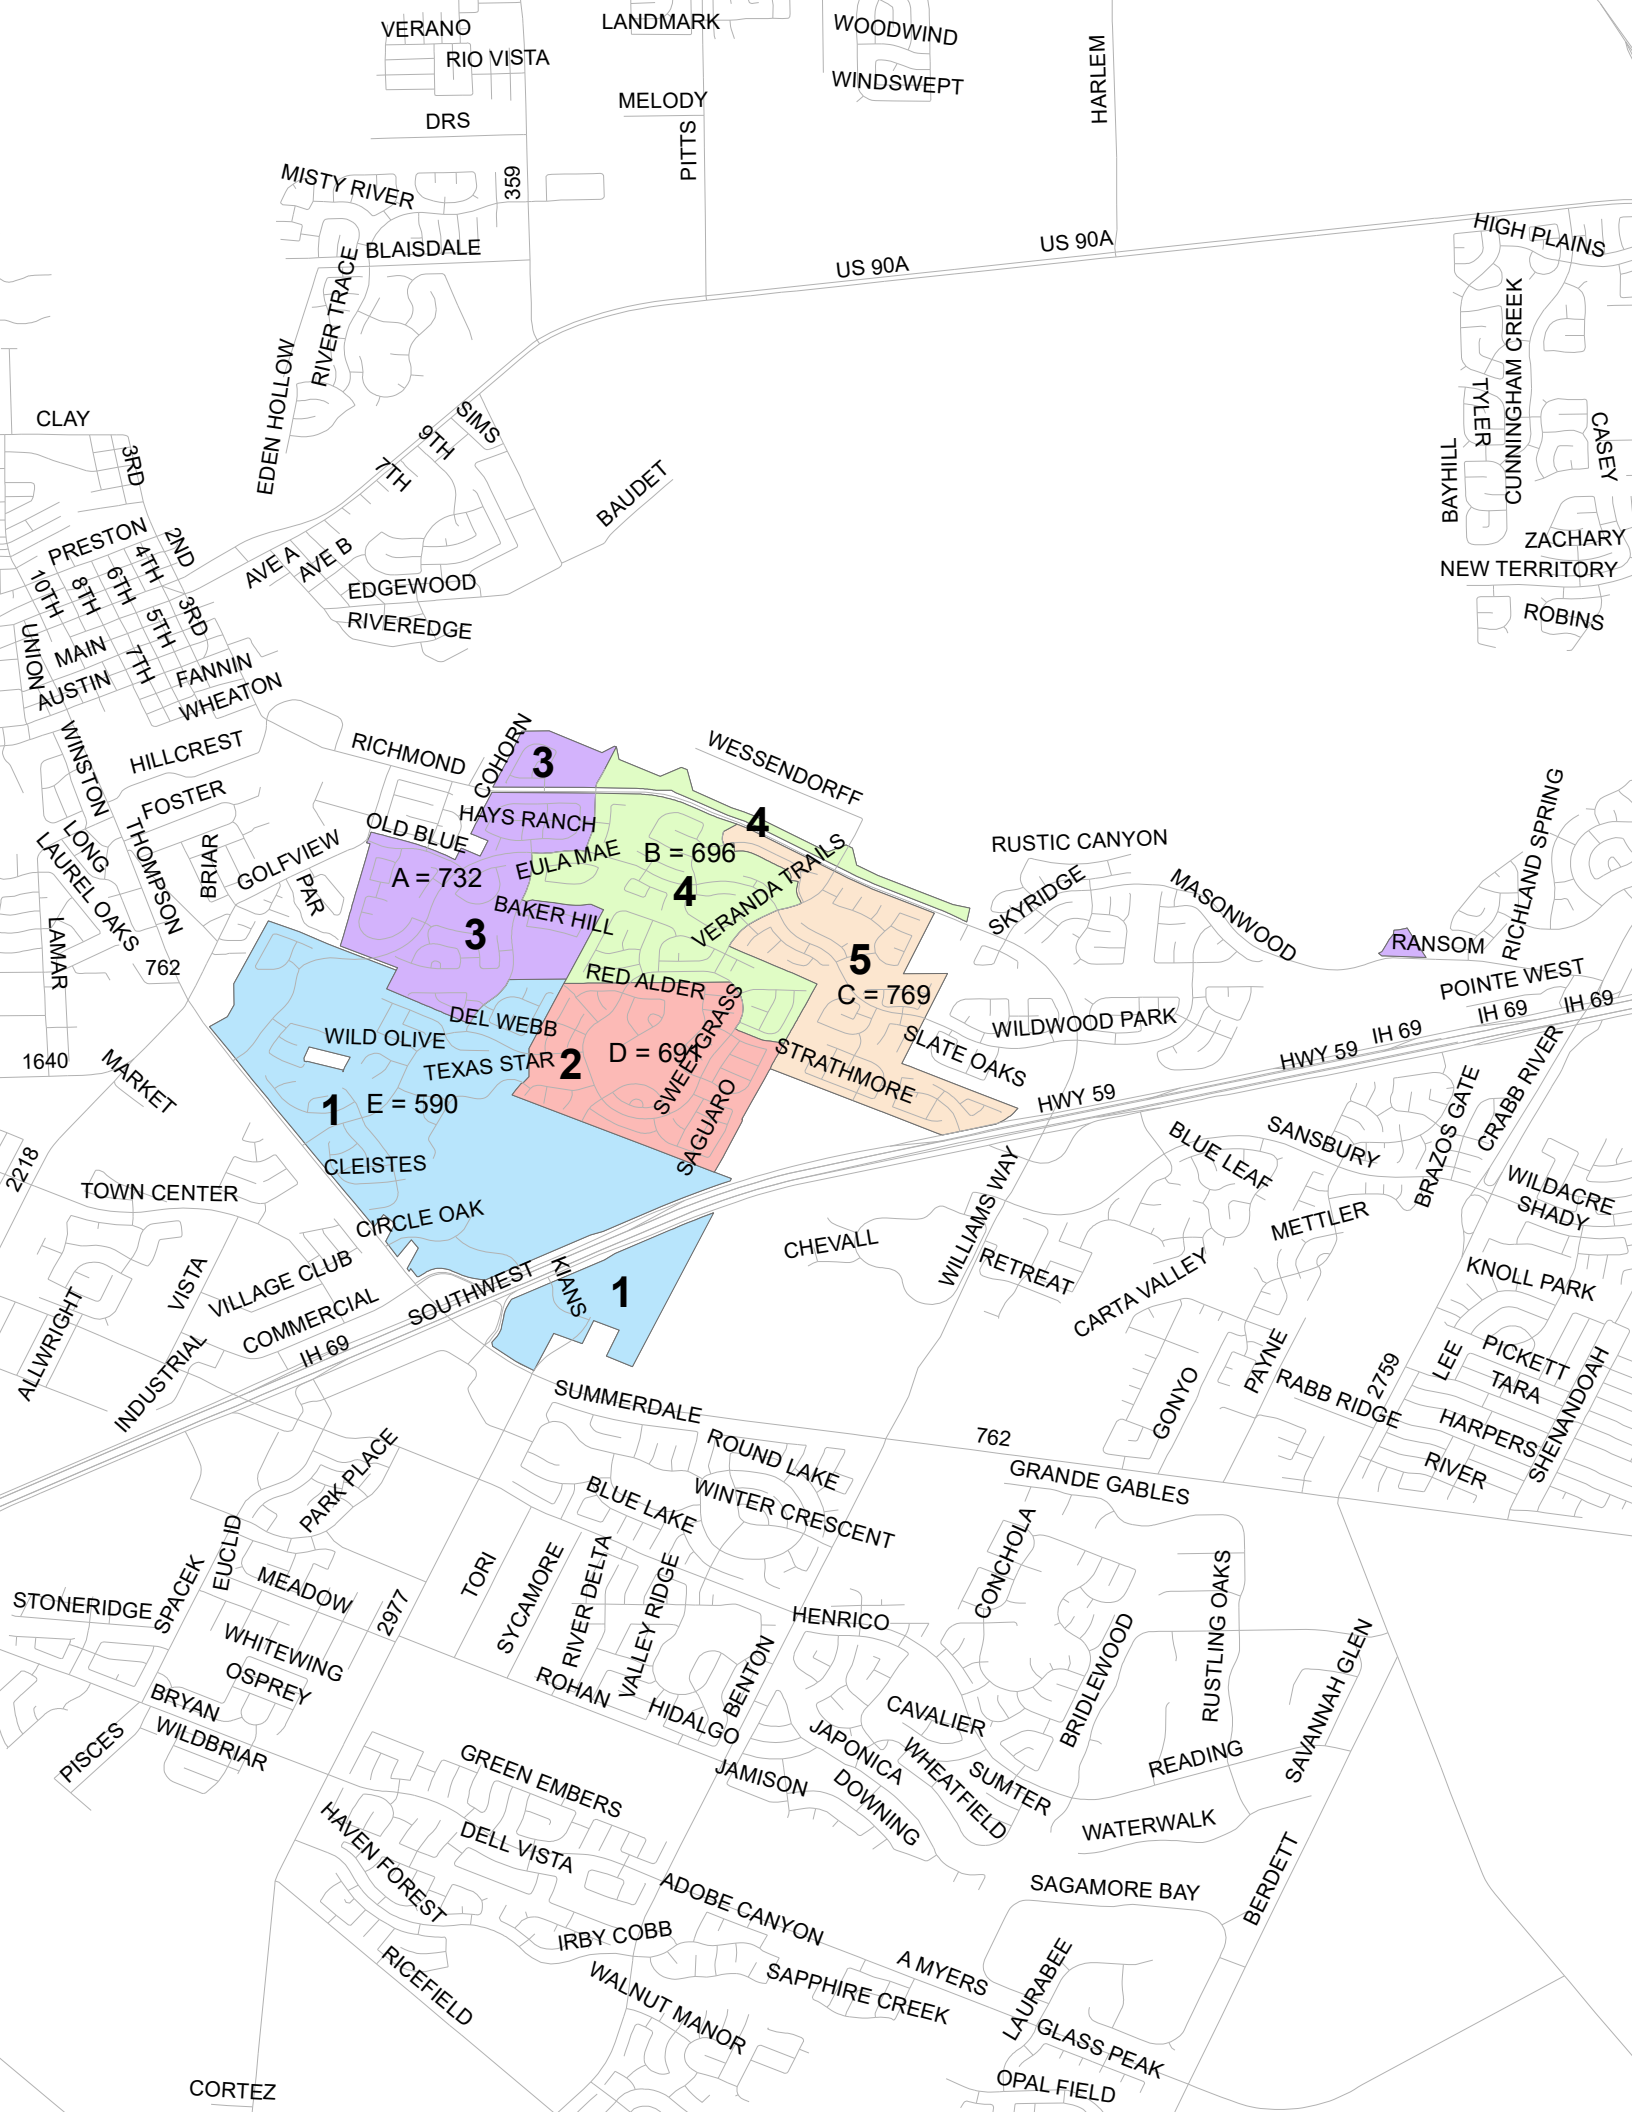 VERANO
LANDMARK
WOODWIND
RIO VISTA
WINDSWEPT
HARLEM
MELODY
DRS
PITTS
MISTY RIVER
359
BLAISDALE
US 90A
US 90A
HIGH PLAINS
RIVER TRACE
EDEN HOLLOW
CUNNINGHAM CREEK
TYLER
CASEY
BAYHILL
CLAY
SIMS
9TH
7TH
3RD
BAUDET
PRESTON
2ND
4TH
6TH
8TH
10TH
AVE A
AVE B
EDGEWOOD
RIVEREDGE
ZACHARY
NEW TERRITORY
ROBINS
3RD
5TH
7TH
UNION
MAIN
AUSTIN
FANNIN
WHEATON
WINSTON
HILLCREST
RICHMOND
COHORN
3
WESSENDORFF
FOSTER
HAYS RANCH
4
OLD BLUE
EULA MAE
B = 696
VERANDA TRAILS
RUSTIC CANYON
RICHLAND SPRING
LONG
LAUREL OAKS
THOMPSON
BRIAR
GOLFVIEW
PAR
A = 732
4
SKYRIDGE
MASONWOOD
BAKER HILL
3
RANSOM
LAMAR
762
RED ALDER
5
C = 769
POINTE WEST
IH 69
IH 69
IH 69
DEL WEBB
WILD OLIVE
SWEETGRASS
WILDWOOD PARK
SLATE OAKS
HWY 59
1640
MARKET
TEXAS STAR
2
D = 691
STRATHMORE
HWY 59
CRABB RIVER
BRAZOS GATE
1
E = 590
SAGUARO
BLUE LEAF
SANSBURY
2218
CLEISTES
TOWN CENTER
CIRCLE OAK
WILLIAMS WAY
WILDACRE
SHADY
METTLER
CHEVALL
RETREAT
KNOLL PARK
VISTA
VILLAGE CLUB
COMMERCIAL
SOUTHWEST
KIANS
1
CARTA VALLEY
ALLWRIGHT
INDUSTRIAL
IH 69
PAYNE
GONYO
RABB RIDGE
2759
LEE
PICKETT
TARA
SHENANDOAH
HARPERS
RIVER
SUMMERDALE
762
ROUND LAKE
GRANDE GABLES
PARK PLACE
BLUE LAKE
WINTER CRESCENT
CONCHOLA
EUCLID
SPACEK
MEADOW
STONERIDGE
2977
TORI
SYCAMORE
RIVER DELTA
VALLEY RIDGE
HENRICO
RUSTLING OAKS
WHITEWING
OSPREY
BRIDLEWOOD
SAVANNAH GLEN
ROHAN
HIDALGO
BENTON
BRYAN
WILDBRIAR
PISCES
CAVALIER
JAPONICA
WHEATFIELD
SUMTER
READING
GREEN EMBERS
JAMISON
DOWNING
WATERWALK
HAVEN FOREST
DELL VISTA
ADOBE CANYON
SAGAMORE BAY
BERDETT
IRBY COBB
A MYERS
RICEFIELD
WALNUT MANOR
SAPPHIRE CREEK
LAURABEE
GLASS PEAK
CORTEZ
OPAL FIELD